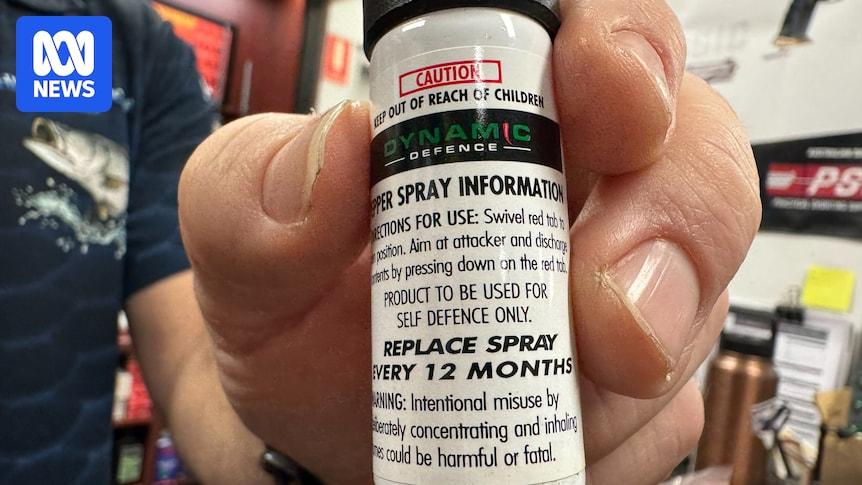 NEWS
CAUTION
KEEP OUT OF REACH OF CHILDREN
DYNAMIC
DEFENCE
PEPPER SPRAY INFORMATION
DIRECTIONS FOR USE: Swivel red tab to
position. Aim at attacker and discharge
contents by pressing down on the red tab.
PRODUCT TO BE USED FOR
SELF DEFENCE ONLY.
REPLACE SPRAY
EVERY 12 MONTHS
WARNING: Intentional misuse by
deliberately concentrating and inhaling
could be harmful or fatal.
PS